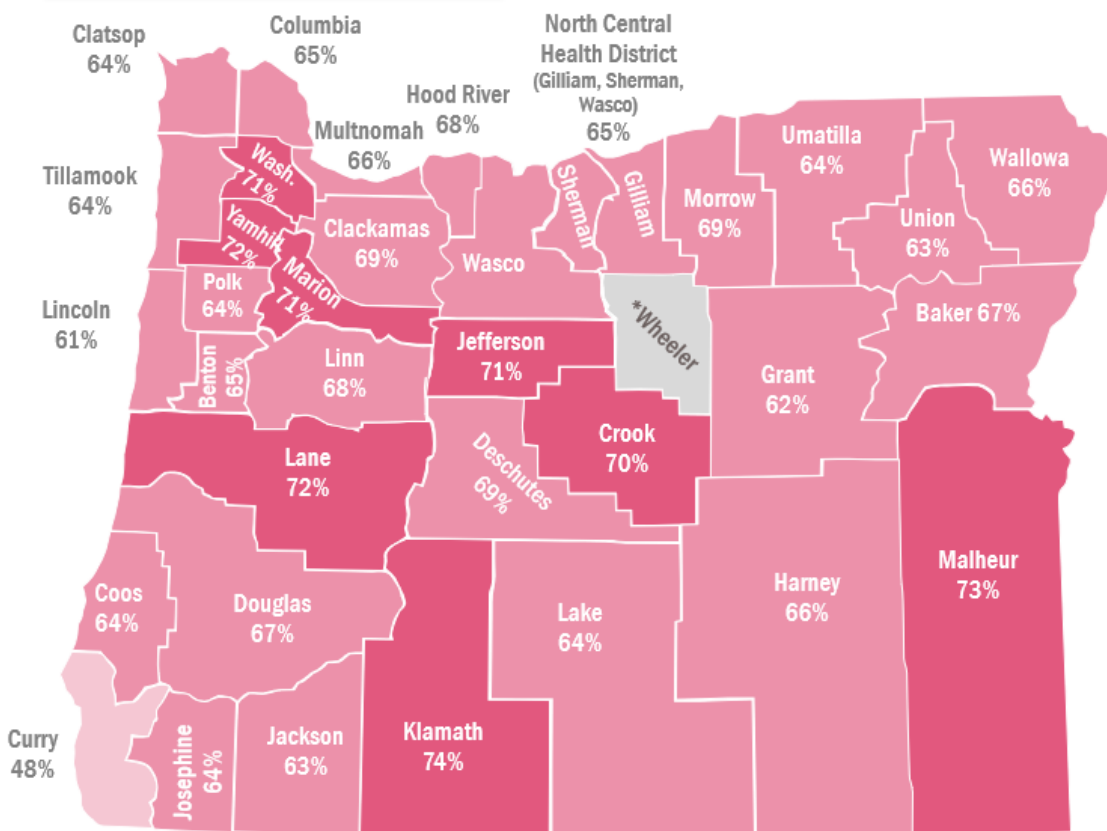 Clatsop
64%
Columbia
65%
North Central
Health District
(Gilliam, Sherman,
Wasco)
65%
Hood River
68%
Multnomah
66%
Tillamook
64%
Wash.
71%
Yamhill
72%
Clackamas
69%
Marion
71%
Polk
64%
Lincoln
61%
Benton
65%
Linn
68%
Wasco
Sherman
Gilliam
Morrow
69%
Umatilla
64%
Union
63%
Wallowa
66%
Baker 67%
*Wheeler
Jefferson
71%
Crook
70%
Grant
62%
Lane
72%
Deschutes
69%
Coos
64%
Douglas
67%
Lake
64%
Harney
66%
Malheur
73%
Curry
48%
Josephine
64%
Jackson
63%
Klamath
74%